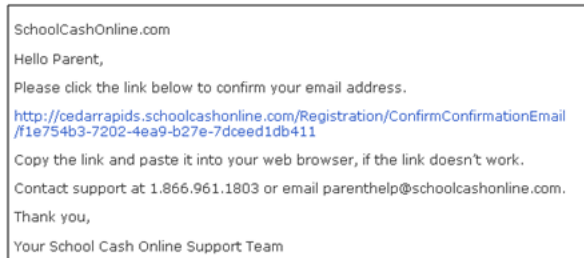 SchoolCashOnline.com
Hello Parent,
Please click the link below to confirm your email address.
http://cedarrapids.schoolcashonline.com/Registration/ConfirmConfirmationEmail
/f1e754b3-7202-4ea9-b27e-7dceed1db411
Copy the link and paste it into your web browser, if the link doesn't work.
Contact support at 1.866.961.1803 or email parenthelp@schoolcashonline.com.
Thank you,
Your School Cash Online Support Team